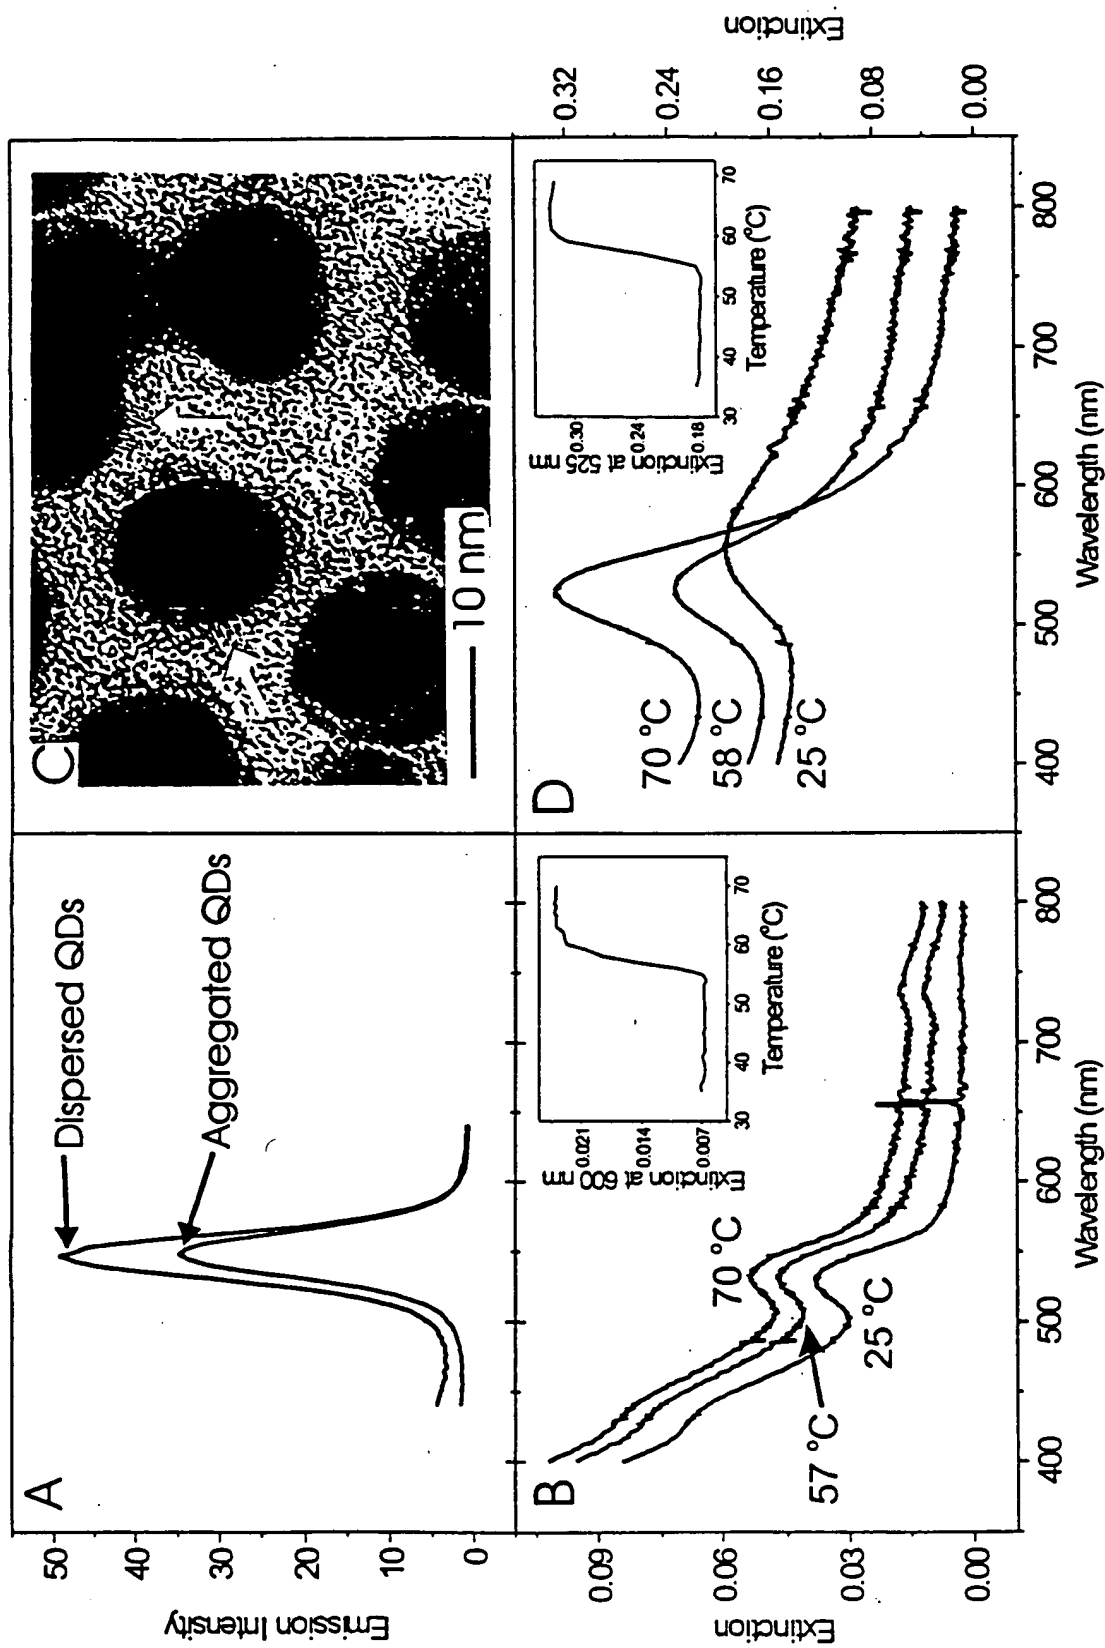 A
Emission Intensity
50
40
30
20
10
0
Dispersed QDs
Aggregated QDs
C
10 nm
B
Extinction
0.09
0.06
0.03
0.00
70 °C
57 °C
25 °C
400
500
600
700
800
Wavelength (nm)
Extinction at 600 nm
0.021
0.014
0.007
30
40
50
60
70
Temperature (°C)
D
70 °C
58 °C
25 °C
400
500
600
700
800
Wavelength (nm)
Extinction at 525 nm
0.30
0.24
0.18
30
40
50
60
70
Temperature (°C)
Extinction
0.32
0.24
0.16
0.08
0.00